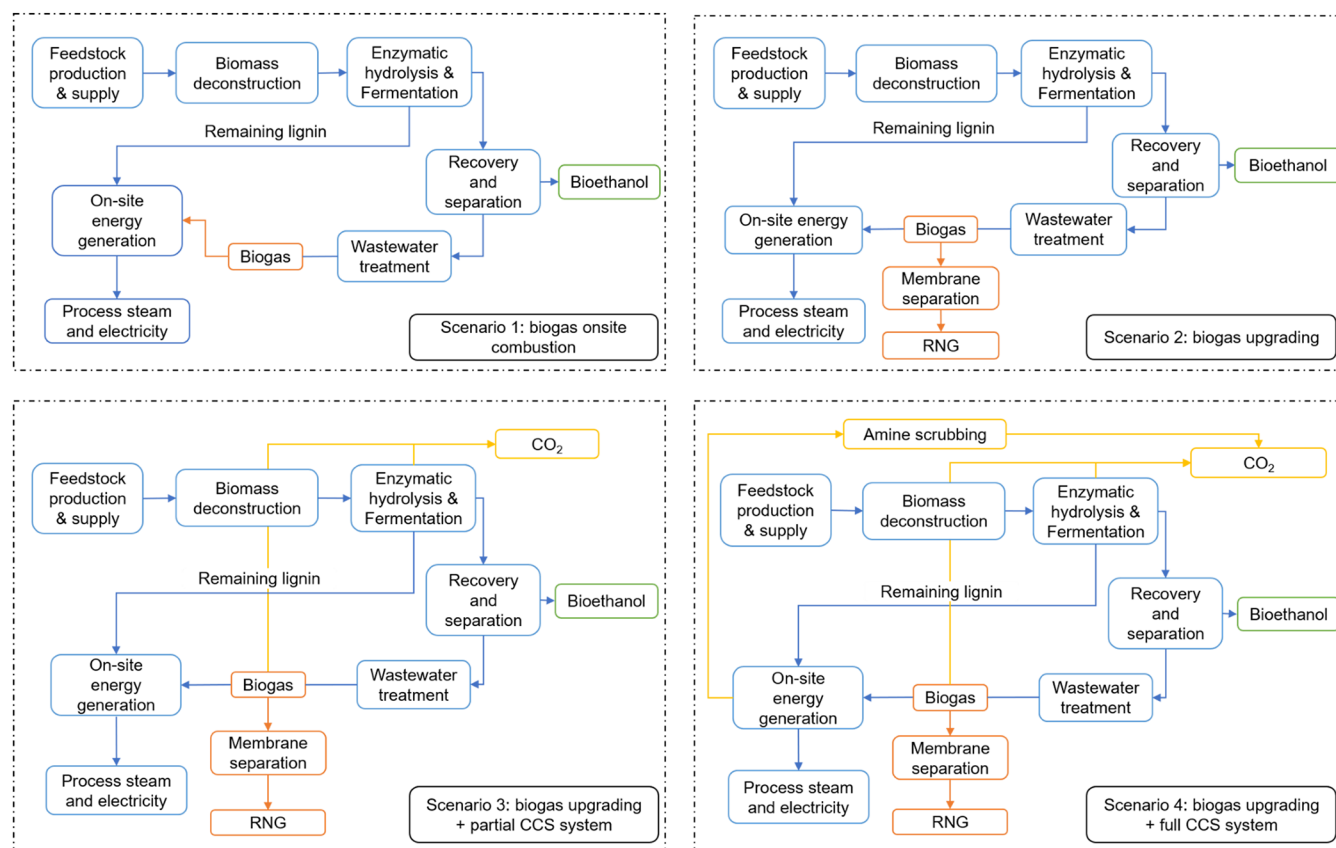 Feedstock
production
& supply
Biomass
deconstruction
Enzymatic
hydrolysis &
Fermentation
Remaining lignin
Recovery
and
separation
Bioethanol
On-site
energy
generation
Biogas
Wastewater
treatment
Process steam
and electricity
Scenario 1: biogas onsite
combustion
Feedstock
production
& supply
Biomass
deconstruction
Enzymatic
hydrolysis &
Fermentation
Remaining lignin
Recovery
and
separation
Bioethanol
On-site energy
generation
Biogas
Wastewater
treatment
Membrane
separation
Process steam
and electricity
RNG
Scenario 2: biogas upgrading
CO₂
Feedstock
production
& supply
Biomass
deconstruction
Enzymatic
hydrolysis &
Fermentation
Remaining lignin
Recovery
and
separation
Bioethanol
On-site
energy
generation
Biogas
Wastewater
treatment
Membrane
separation
Process steam
and electricity
RNG
Scenario 3: biogas upgrading
+ partial CCS system
Amine scrubbing
CO₂
Feedstock
production
& supply
Biomass
deconstruction
Enzymatic
hydrolysis &
Fermentation
Remaining lignin
Recovery
and
separation
Bioethanol
On-site
energy
generation
Biogas
Wastewater
treatment
Membrane
separation
Process steam
and electricity
RNG
Scenario 4: biogas upgrading
+ full CCS system